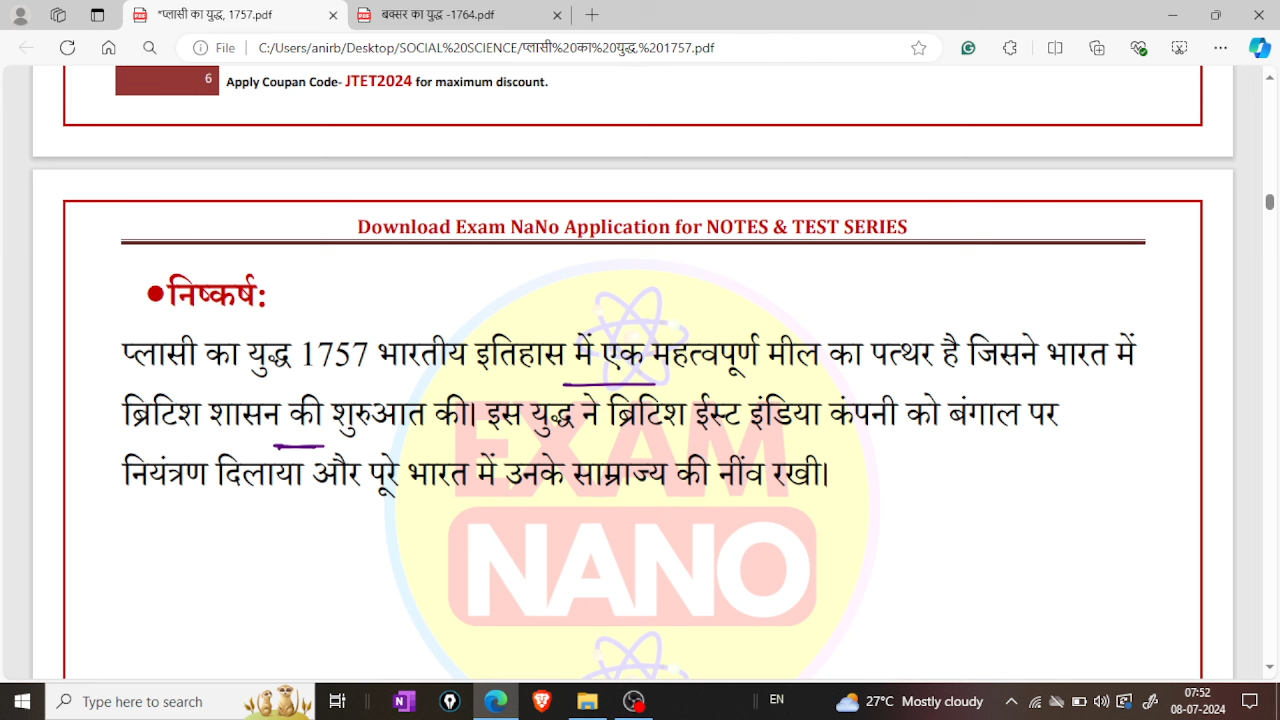 *प्लासी का युद्ध, 1757.pdf
बक्सर का युद्ध -1764.pdf
File C:/Users/anirb/Desktop/SOCIAL%20SCIENCE/प्लासी%20का%20युद्ध,%201757.pdf
6 Apply Coupan Code- JTET2024 for maximum discount.
Download Exam NaNo Application for NOTES & TEST SERIES
●निष्कर्ष:
प्लासी का युद्ध 1757 भारतीय इतिहास में एक महत्वपूर्ण मील का पत्थर है जिसने भारत में
ब्रिटिश शासन की शुरुआत की। इस युद्ध ने ब्रिटिश ईस्ट इंडिया कंपनी को बंगाल पर
नियंत्रण दिलाया और पूरे भारत में उनके साम्राज्य की नींव रखी।
EXAM
NANO
Type here to search
EN
27°C Mostly cloudy
07:52
08-07-2024